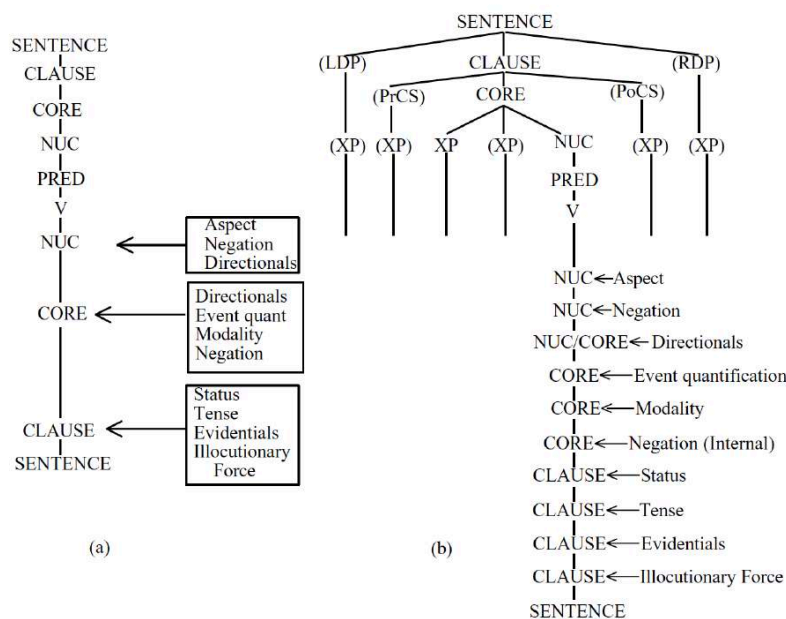 SENTENCE
CLAUSE
CORE
NUC
PRED
V
NUC
Aspect
Negation
Directionals
CORE
Directionals
Event quant
Modality
Negation
CLAUSE
Status
Tense
Evidentials
Illocutionary
Force
SENTENCE
(a)
SENTENCE
(LDP) CLAUSE (RDP)
(PrCS) CORE (PoCS)
(XP) (XP) XP (XP) NUC (XP) (XP)
PRED
V
NUC Aspect
NUC Negation
NUC/CORE Directionals
CORE Event quantification
CORE Modality
CORE Negation (Internal)
CLAUSE Status
CLAUSE Tense
CLAUSE Evidentials
CLAUSE Illocutionary Force
SENTENCE
(b)